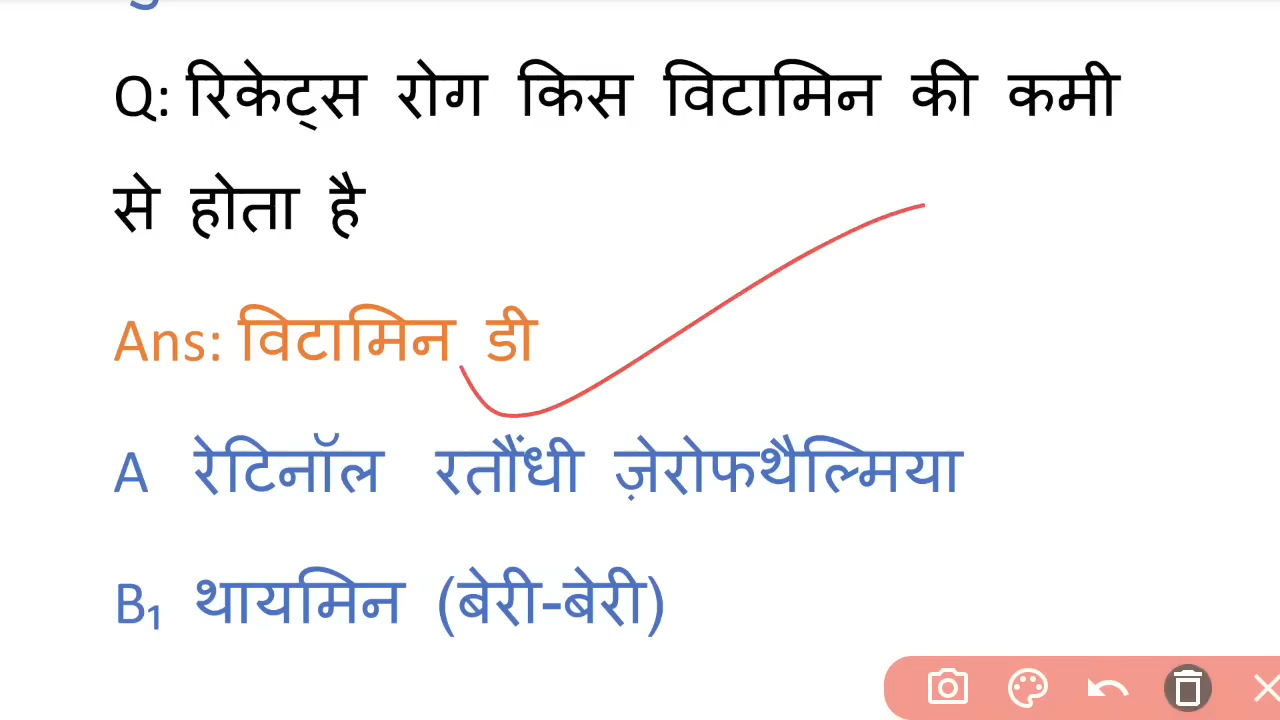 Q: रिकेट्स रोग किस विटामिन की कमी
से होता है
Ans: विटामिन डी
A रेटिनॉल रतौंधी ज़ेरोफथैल्मिया
B₁ थायमिन (बेरी-बेरी)